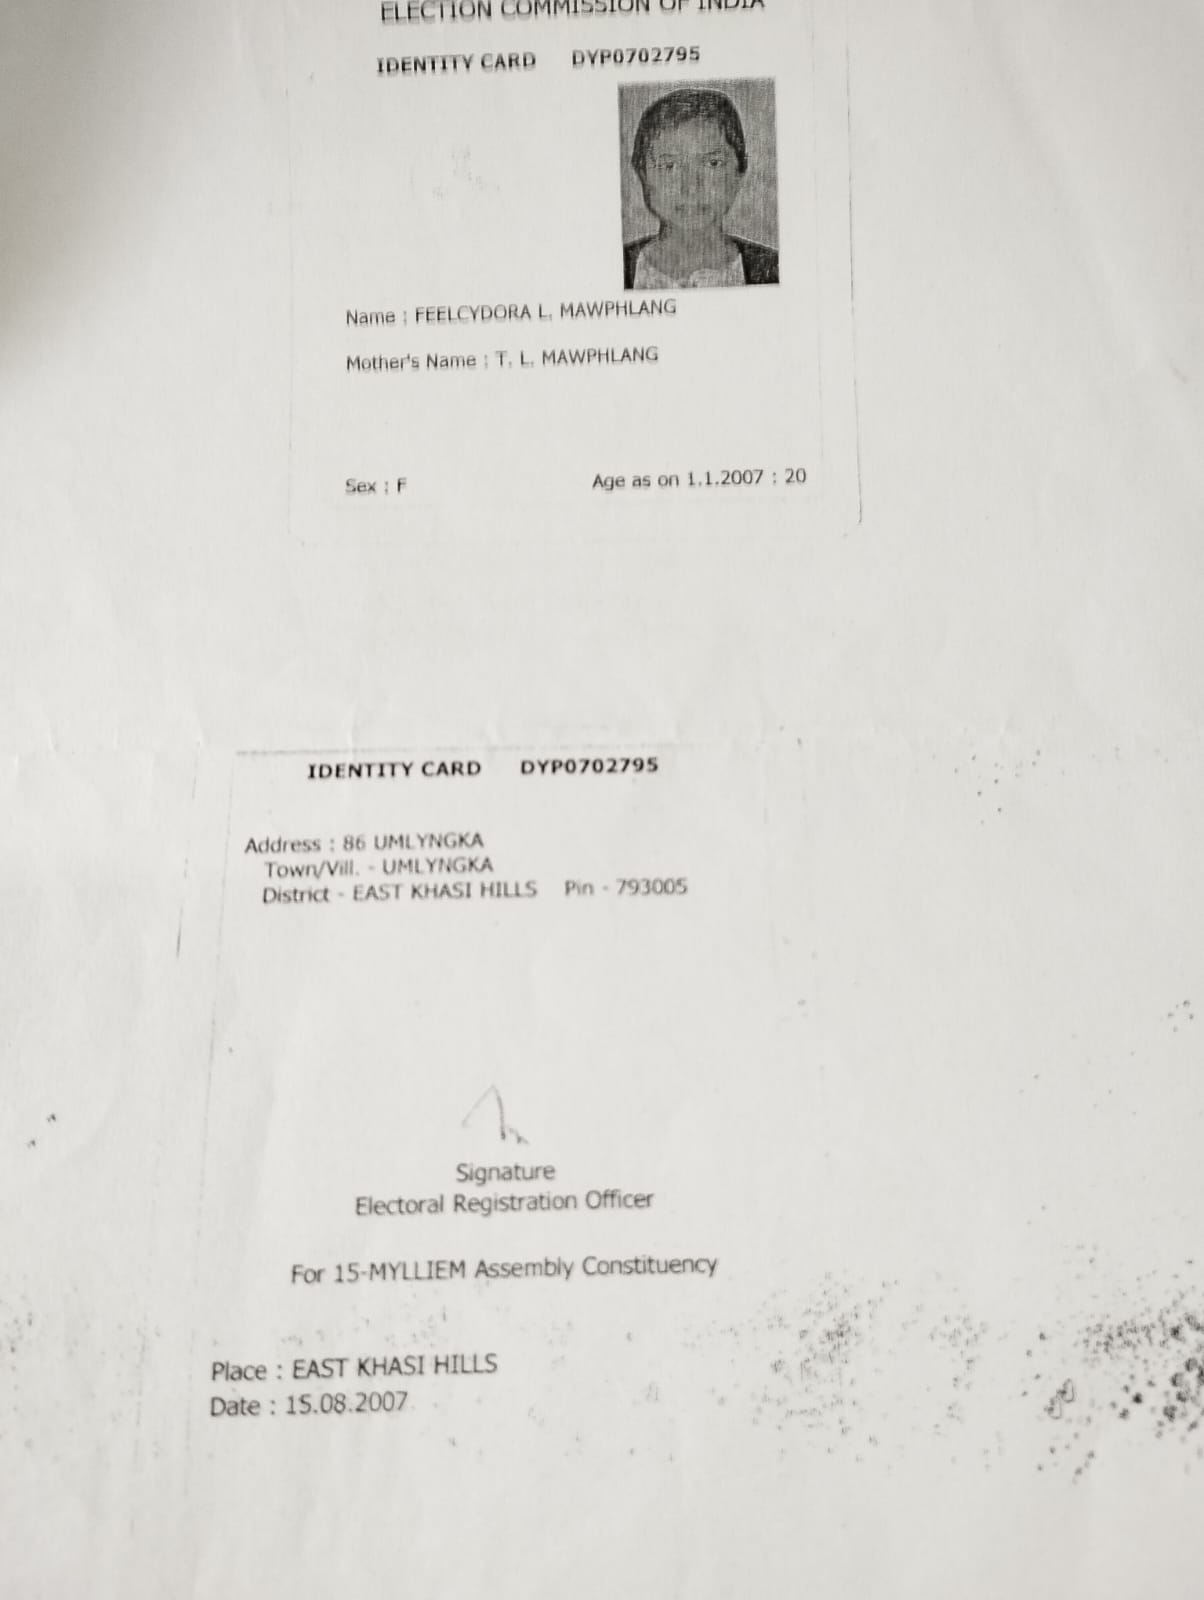 ELECTION COMMISSION OF INDIA
IDENTITY CARD DYP0702795
Name : FEELCYDORA L. MAWPHLANG
Mother's Name : T. L. MAWPHLANG
Sex : F Age as on 1.1.2007 : 20
IDENTITY CARD DYP0702795
Address : 86 UMLYNGKA
Town/Vill. - UMLYNGKA
District - EAST KHASI HILLS Pin - 793005
Signature
Electoral Registration Officer
For 15-MYLLIEM Assembly Constituency
Place : EAST KHASI HILLS
Date : 15.08.2007